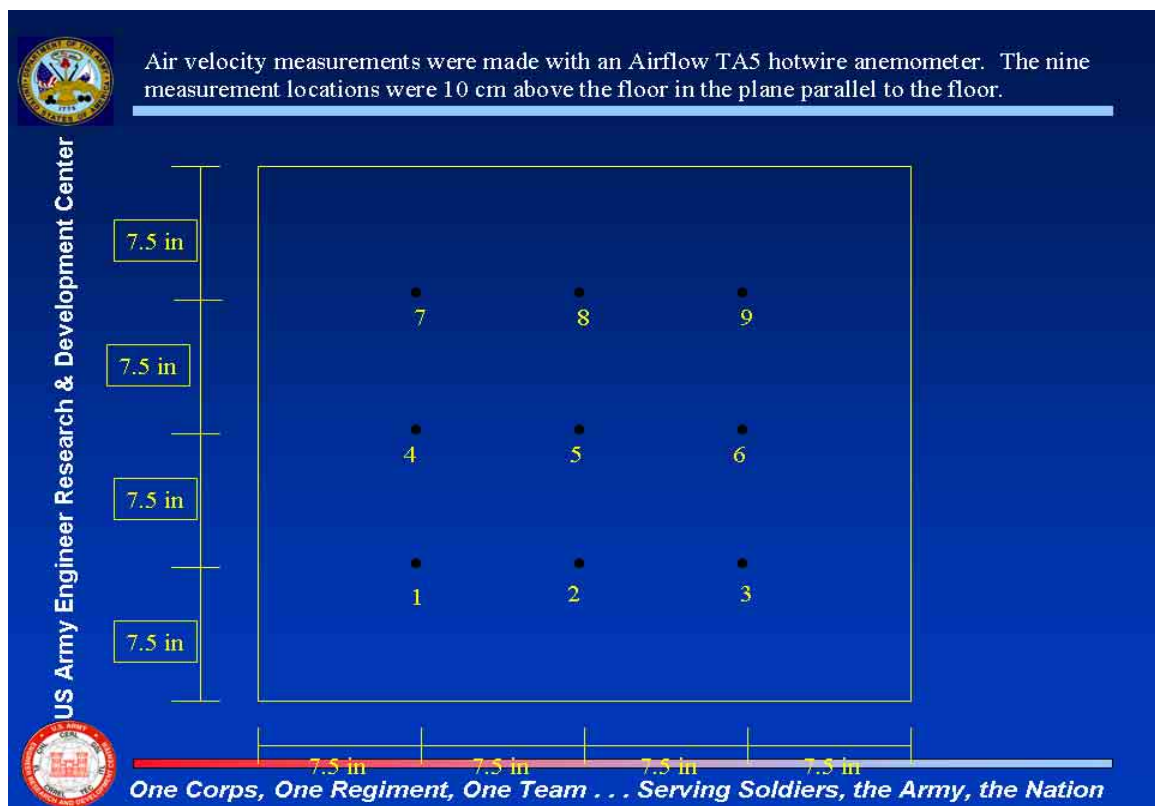 Air velocity measurements were made with an Airflow TA5 hotwire anemometer. The nine
measurement locations were 10 cm above the floor in the plane parallel to the floor.
US Army Engineer Research & Development Center
7.5 in
7 8 9
7.5 in
4 5 6
7.5 in
1 2 3
7.5 in
7.5 in 7.5 in 7.5 in 7.5 in
One Corps, One Regiment, One Team . . . Serving Soldiers, the Army, the Nation